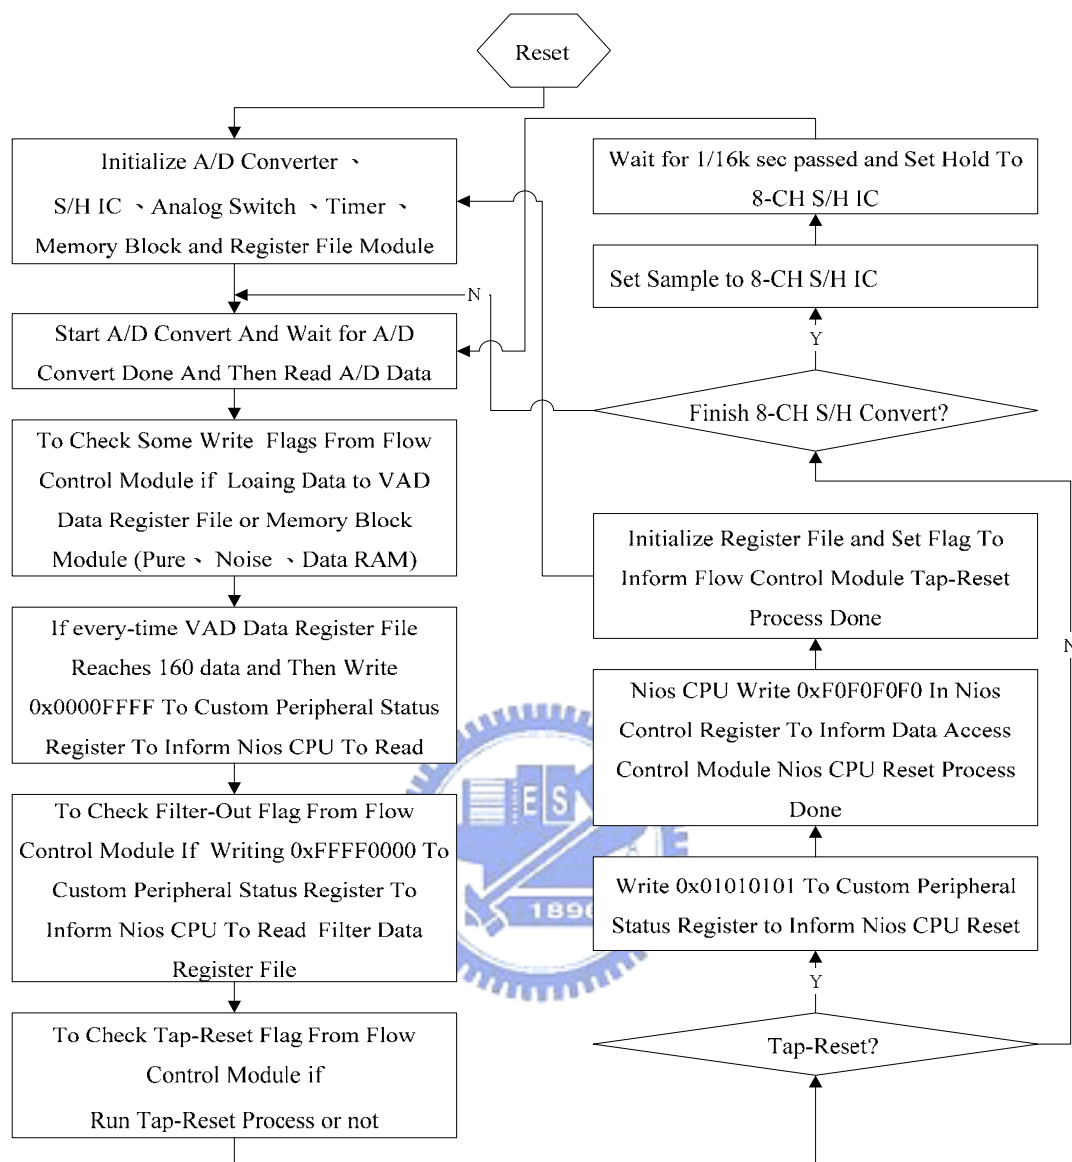 Reset
Initialize A/D Converter 、
S/H IC 、Analog Switch 、Timer、
Memory Block and Register File Module
Start A/D Convert And Wait for A/D
Convert Done And Then Read A/D Data
To Check Some Write Flags From Flow
Control Module if Loaing Data to VAD
Data Register File or Memory Block
Module (Pure、 Noise 、Data RAM)
If every-time VAD Data Register File
Reaches 160 data and Then Write
0x0000FFFF To Custom Peripheral Status
Register To Inform Nios CPU To Read
To Check Filter-Out Flag From Flow
Control Module If Writing 0xFFFF0000 To
Custom Peripheral Status Register To
Inform Nios CPU To Read Filter Data
Register File
To Check Tap-Reset Flag From Flow
Control Module if
Run Tap-Reset Process or not
Wait for 1/16k sec passed and Set Hold To
8-CH S/H IC
Set Sample to 8-CH S/H IC
Y
Finish 8-CH S/H Convert?
N
Initialize Register File and Set Flag To
Inform Flow Control Module Tap-Reset
Process Done
Nios CPU Write 0xF0F0F0F0 In Nios
Control Register To Inform Data Access
Control Module Nios CPU Reset Process
Done
Write 0x01010101 To Custom Peripheral
Status Register to Inform Nios CPU Reset
Y
Tap-Reset?
N
ES
1896